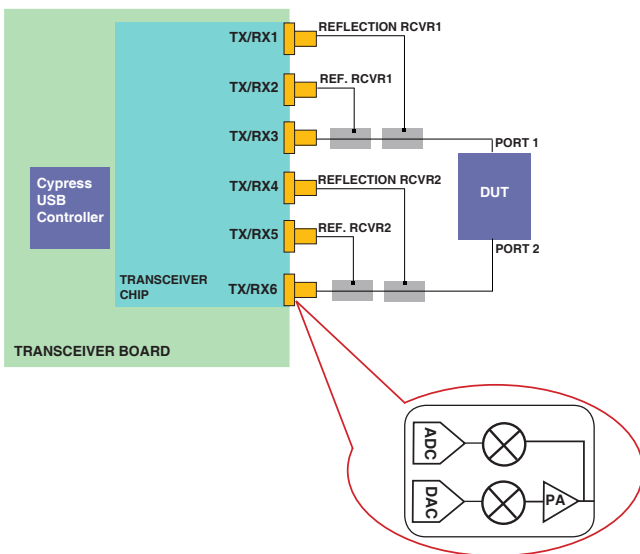 TX/RX1
REFLECTION RCVR1
TX/RX2
REF. RCVR1
TX/RX3
PORT 1
Cypress
USB
Controller
TX/RX4
REFLECTION RCVR2
DUT
TX/RX5
REF. RCVR2
PORT 2
TRANSCEIVER
CHIP
TX/RX6
TRANSCEIVER BOARD
ADC
DAC
PA